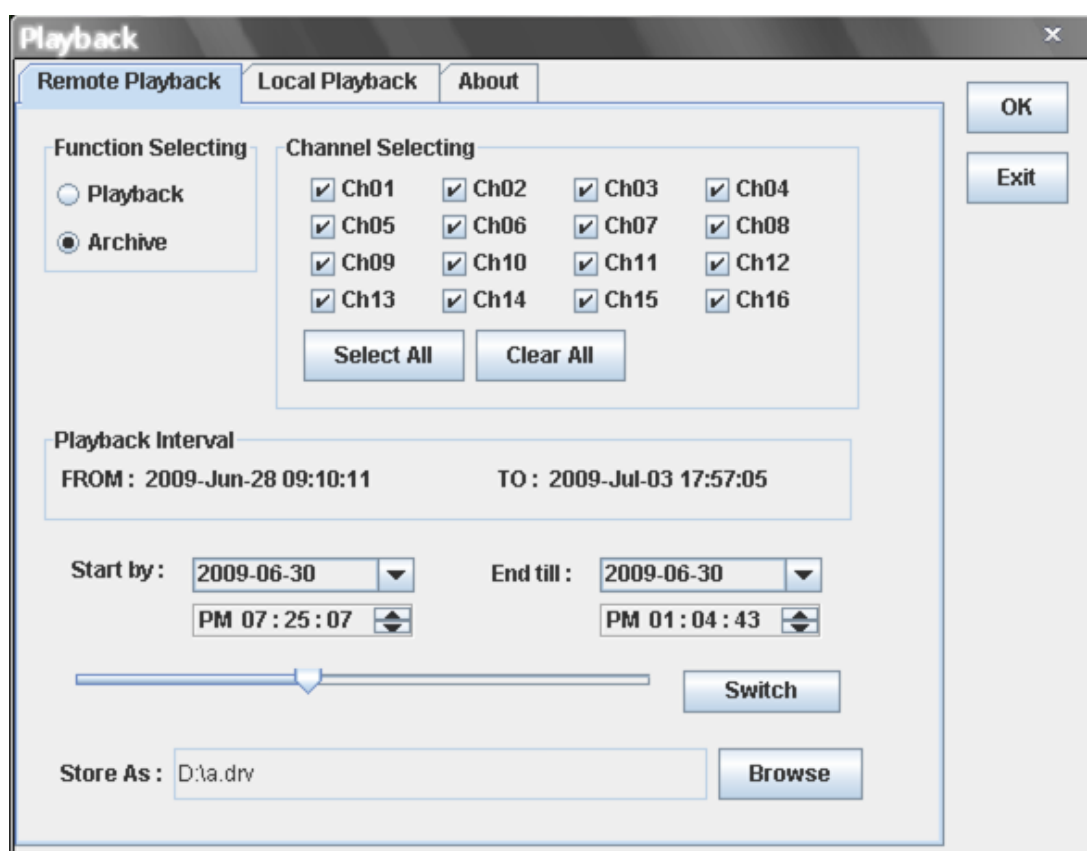 Playback
Remote Playback Local Playback About
OK
Exit
Function Selecting
Playback
Archive
Channel Selecting
Ch01 Ch02 Ch03 Ch04
Ch05 Ch06 Ch07 Ch08
Ch09 Ch10 Ch11 Ch12
Ch13 Ch14 Ch15 Ch16
Select All Clear All
Playback Interval
FROM : 2009-Jun-28 09:10:11 TO : 2009-Jul-03 17:57:05
Start by : 2009-06-30 End till : 2009-06-30
PM 07 : 25 : 07 PM 01 : 04 : 43
Switch
Store As : D:\a.drv Browse